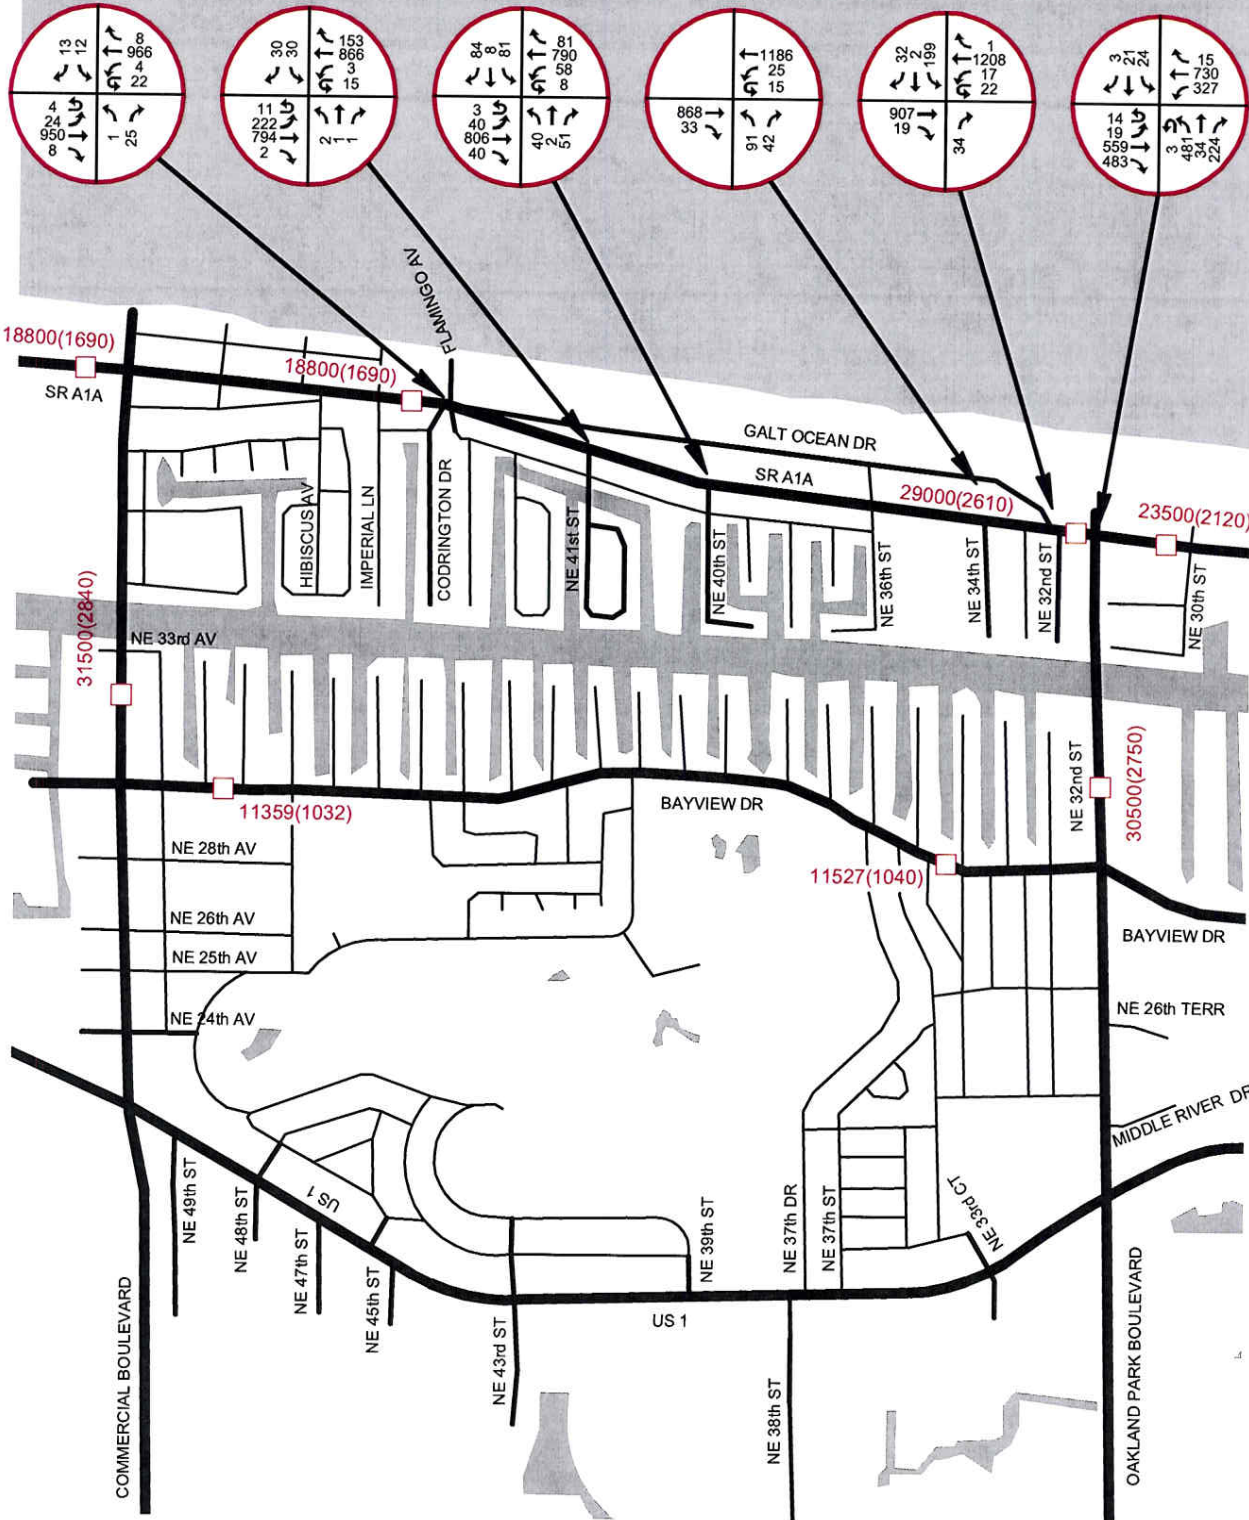 13
12
8
966
4
22
4
24
950
8
1
25
30
30
153
866
3
15
11
222
794
2
2
1
1
84
8
81
81
790
58
8
3
40
806
40
40
2
51
1186
25
15
868
33
91
42
32
2
199
1
1208
17
22
907
19
34
3
21
24
15
730
327
14
19
559
483
3
481
34
224
FLAMINGO AV
18800(1690)
18800(1690)
SR A1A
GALT OCEAN DR
SR A1A
29000(2610)
23500(2120)
HIBISCUS AV
IMPERIAL LN
CODRINGTON DR
NE 41st ST
NE 40th ST
NE 36th ST
NE 34th ST
NE 32nd ST
NE 30th ST
31500(2840)
NE 33rd AV
11359(1032)
BAYVIEW DR
NE 32nd ST
30500(2750)
NE 28th AV
11527(1040)
NE 26th AV
BAYVIEW DR
NE 25th AV
NE 24th AV
NE 26th TERR
MIDDLE RIVER DR
NE 49th ST
NE 48th ST
US 1
NE 47th ST
NE 45th ST
NE 43rd ST
NE 39th ST
NE 37th DR
NE 37th ST
NE 33rd CT
US 1
COMMERCIAL BOULEVARD
NE 38th ST
OAKLAND PARK BOULEVARD